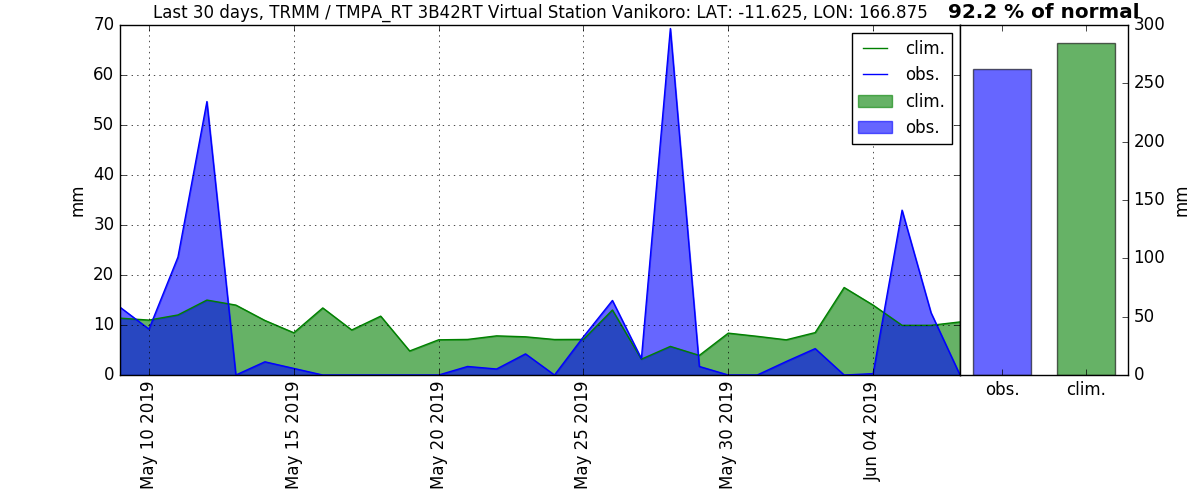 Last 30 days, TRMM / TMPA_RT 3B42RT Virtual Station Vanikoro: LAT: -11.625, LON: 166.875
92.2 % of normal
70
60
50
40
30
20
10
0
mm
clim.
obs.
clim.
obs.
May 10 2019
May 15 2019
May 20 2019
May 25 2019
May 30 2019
Jun 04 2019
300
250
200
150
100
50
0
mm
obs.
clim.